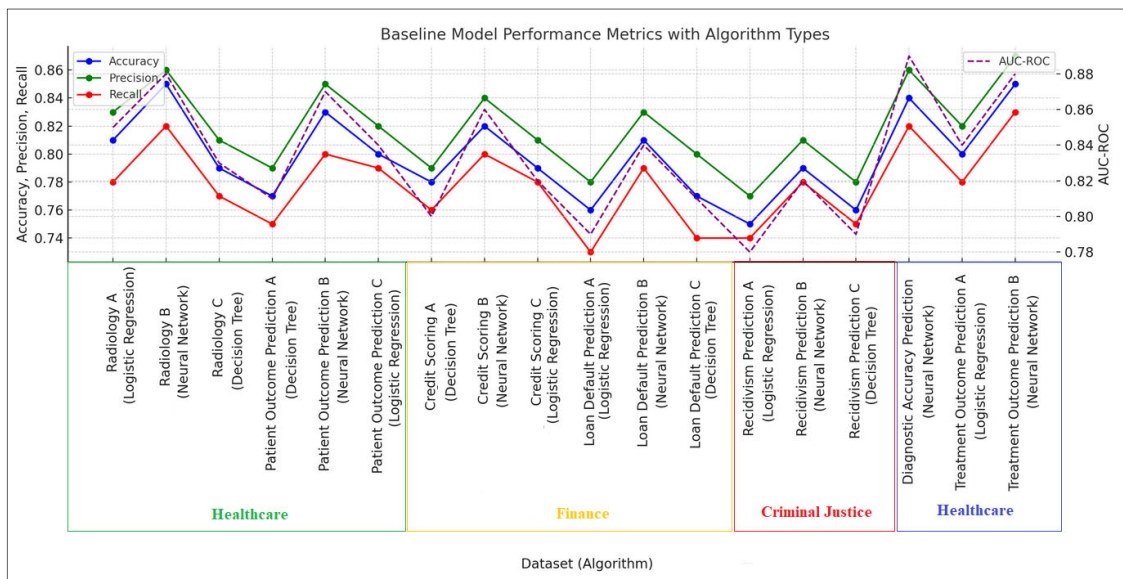 Baseline Model Performance Metrics with Algorithm Types
Accuracy, Precision, Recall
0.86
0.84
0.82
0.80
0.78
0.76
0.74
Accuracy
Precision
Recall
AUC-ROC
0.88
0.86
0.84
0.82
0.80
0.78
AUC-ROC
Radiology A
(Logistic Regression)
Radiology B
(Neural Network)
Radiology C
(Decision Tree)
Patient Outcome Prediction A
(Decision Tree)
Patient Outcome Prediction B
(Neural Network)
Patient Outcome Prediction C
(Logistic Regression)
Credit Scoring A
(Decision Tree)
Credit Scoring B
(Neural Network)
Credit Scoring C
(Logistic Regression)
Loan Default Prediction A
(Logistic Regression)
Loan Default Prediction B
(Neural Network)
Loan Default Prediction C
(Decision Tree)
Recidivism Prediction A
(Logistic Regression)
Recidivism Prediction B
(Neural Network)
Recidivism Prediction C
(Decision Tree)
Diagnostic Accuracy Prediction
(Neural Network)
Treatment Outcome Prediction A
(Logistic Regression)
Treatment Outcome Prediction B
(Neural Network)
Healthcare
Finance
Criminal Justice
Healthcare
Dataset (Algorithm)